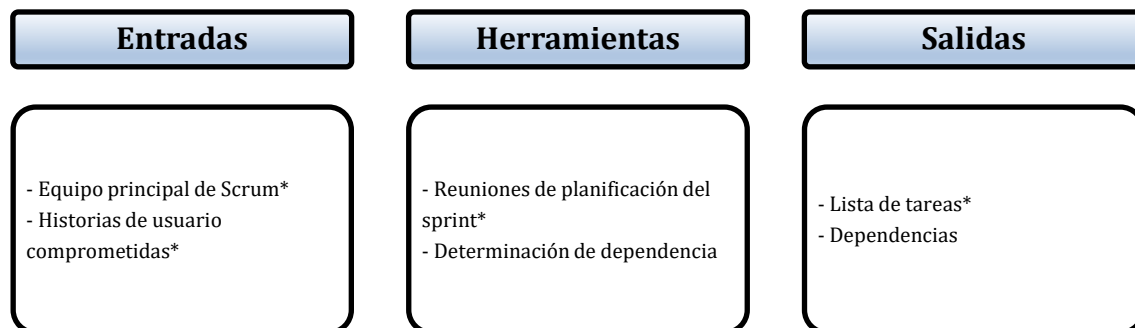 Entradas
Herramientas
Salidas
- Equipo principal de Scrum*
- Historias de usuario
comprometidas*
- Reuniones de planificación del
sprint*
- Determinación de dependencia
- Lista de tareas*
- Dependencias